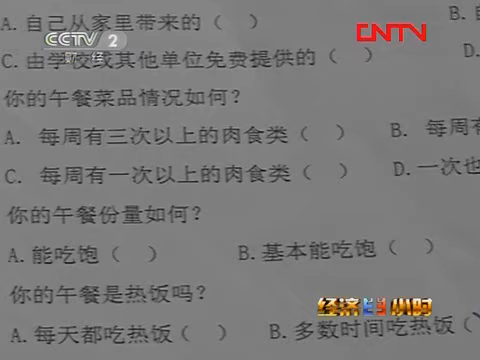 A.自己从家里带来的（ ） B.自
CCTV 2
财经
CNTV
C.由学校或其他单位免费提供的（ ） D.
你的午餐菜品情况如何?
A. 每周有三次以上的肉食类（ ） B. 每周有
C. 每周有一次以上的肉食类（ ） D.一次也
你的午餐份量如何?
A.能吃饱（ ） B.基本能吃饱（ ）
你的午餐是热饭吗?
经济半小时
A.每天都吃热饭（ ） B.多数时间吃热饭（